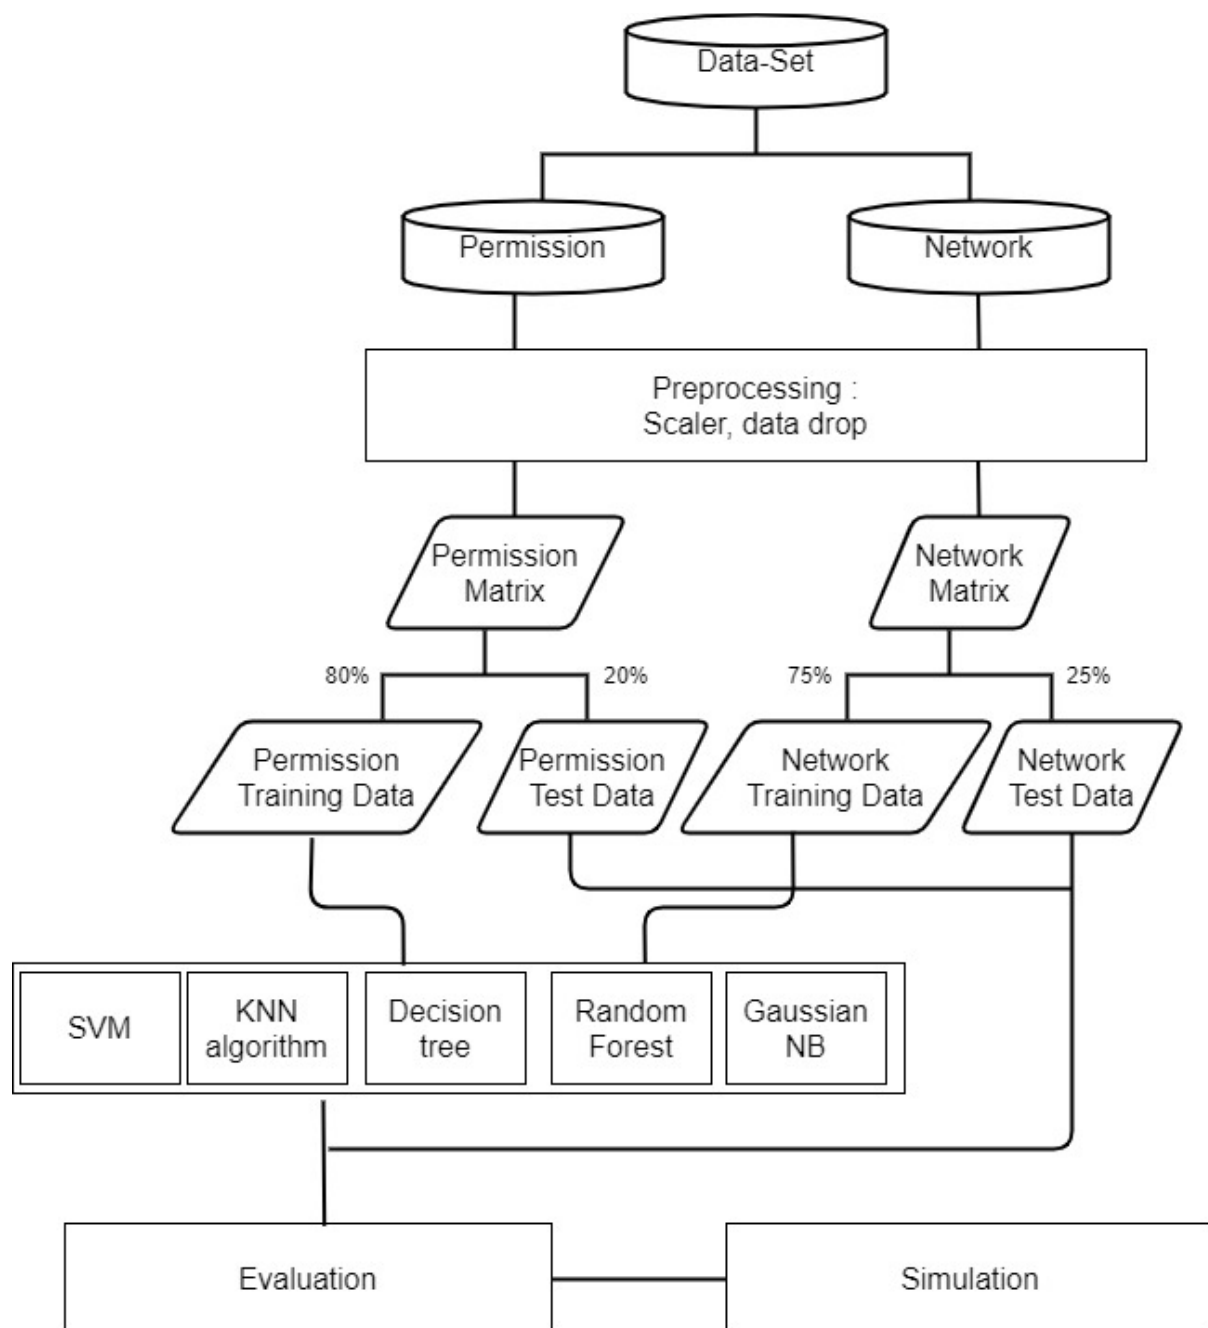 Data-Set
Permission
Network
Preprocessing :
Scaler, data drop
Permission
Matrix
Network
Matrix
80%
20%
75%
25%
Permission
Training Data
Permission
Test Data
Network
Training Data
Network
Test Data
SVM
KNN
algorithm
Decision
tree
Random
Forest
Gaussian
NB
Evaluation
Simulation